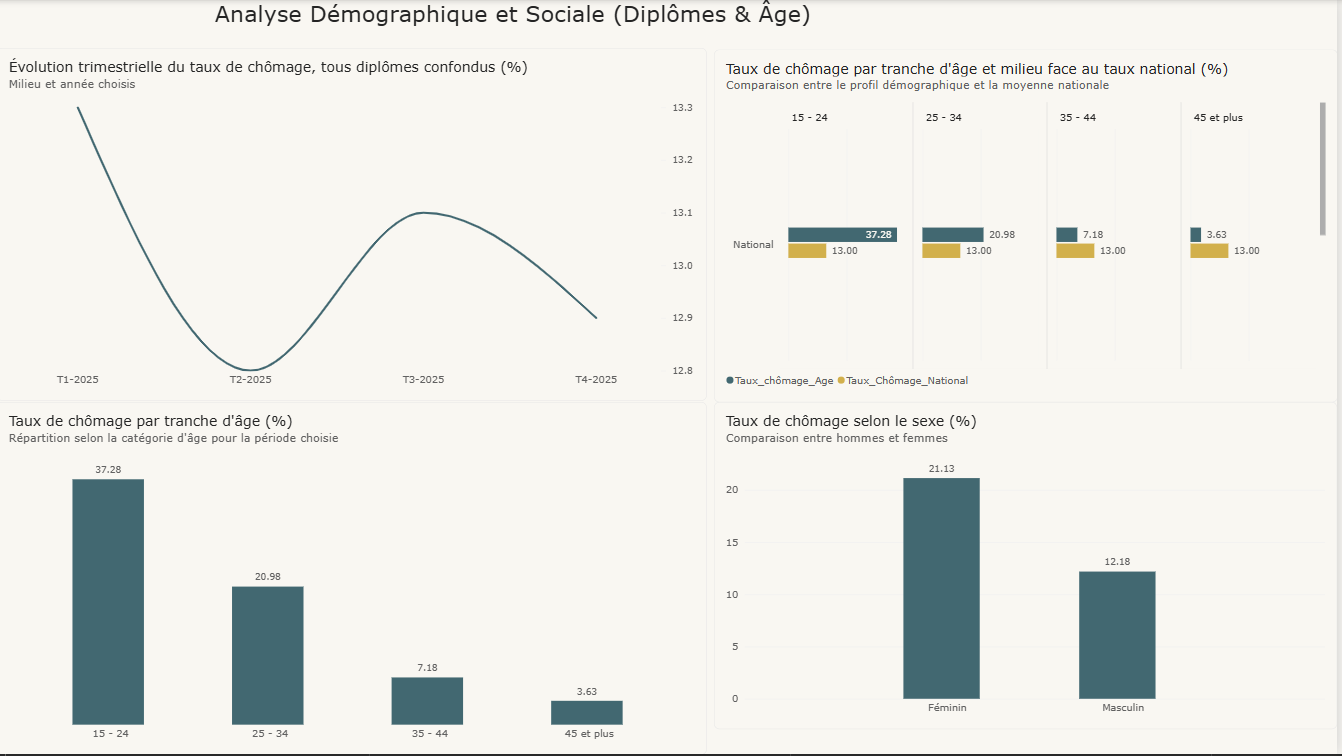 Analyse Démographique et Sociale (Diplômes & Âge)
Évolution trimestrielle du taux de chômage, tous diplômes confondus (%)
Milieu et année choisis
13.3
13.2
13.1
13.0
12.9
12.8
T1-2025 T2-2025 T3-2025 T4-2025
Taux de chômage par tranche d'âge et milieu face au taux national (%)
Comparaison entre le profil démographique et la moyenne nationale
15 - 24 25 - 34 35 - 44 45 et plus
37.28 20.98 7.18 3.63
National
13.00 13.00 13.00 13.00
Taux_chômage_Age Taux_Chômage_National
Taux de chômage par tranche d'âge (%)
Répartition selon la catégorie d'âge pour la période choisie
37.28
20.98
7.18
3.63
15 - 24 25 - 34 35 - 44 45 et plus
Taux de chômage selon le sexe (%)
Comparaison entre hommes et femmes
21.13
20
15
12.18
10
5
0
Féminin Masculin